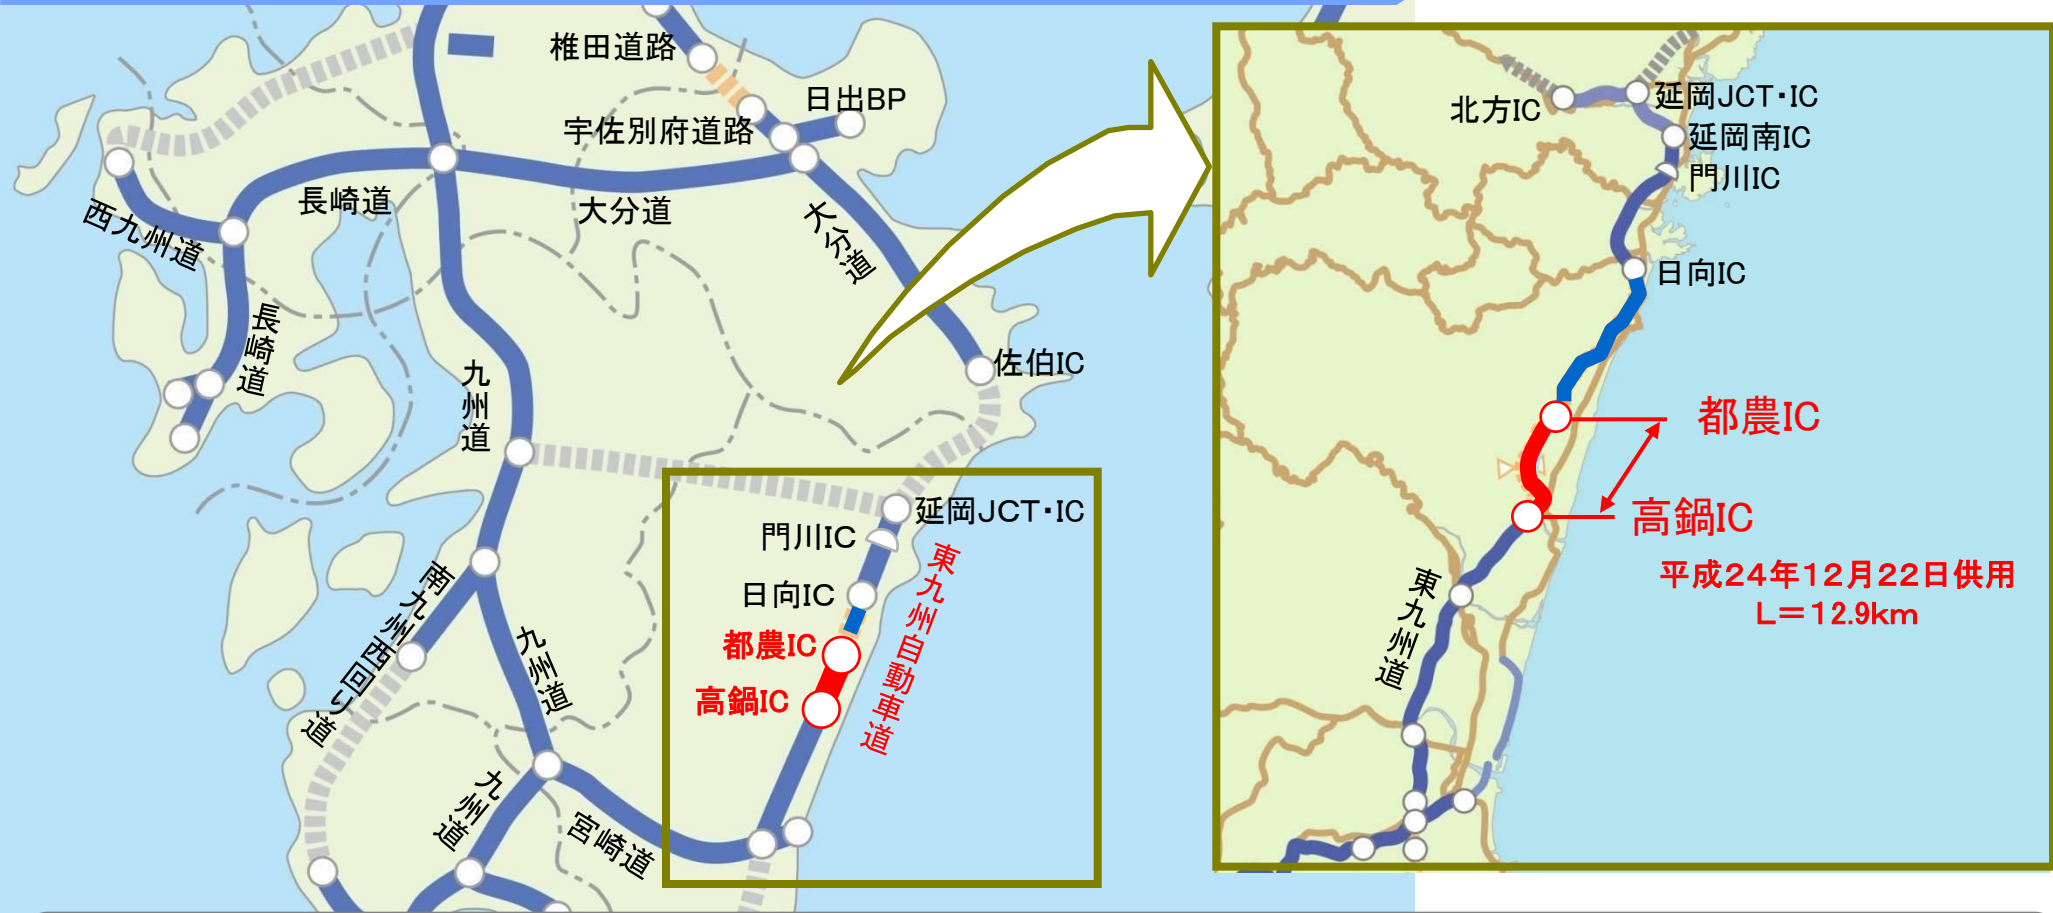 椎田道路
日出BP
宇佐別府道路
長崎道
大分道
西九州道
大分道
長崎道
佐伯IC
九州道
延岡JCT・IC
門川IC
東九州自動車道
日向IC
都農IC
高鍋IC
南九州西回り道
九州道
九州道
宮崎道
北方IC
延岡JCT・IC
延岡南IC
門川IC
日向IC
都農IC
高鍋IC
平成24年12月22日供用
L=12.9km
東九州道